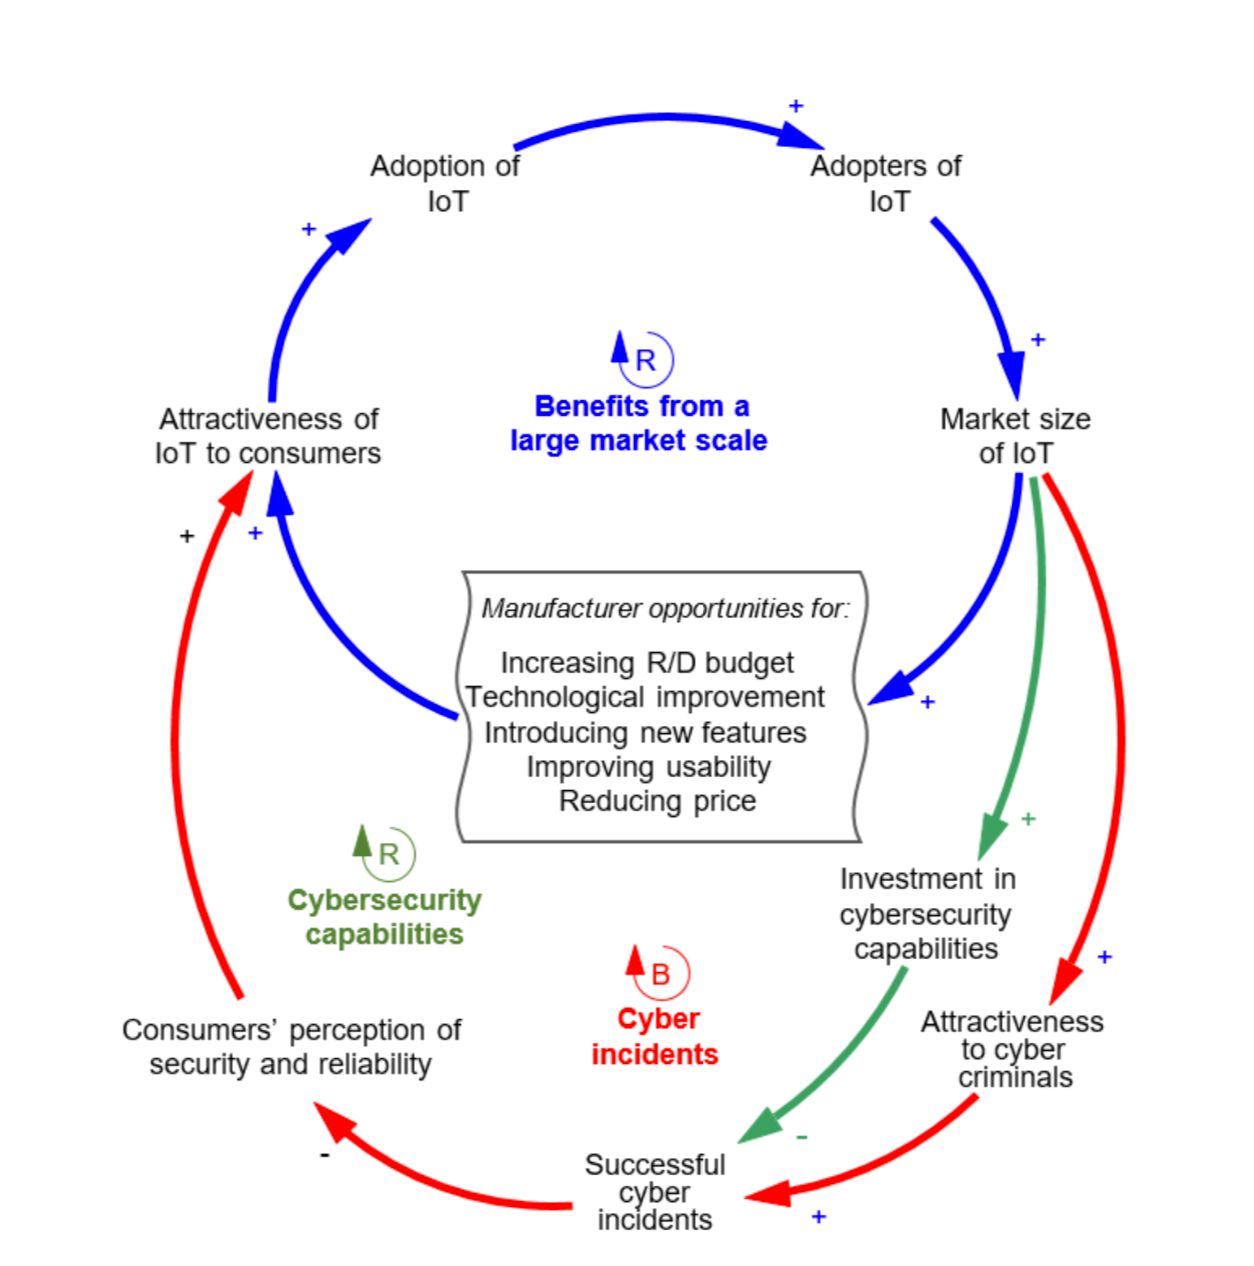 +
Adoption of
IoT
Adopters of
IoT
+
+
R
Benefits from a
large market scale
Attractiveness of
IoT to consumers
Market size
of IoT
+
+
Manufacturer opportunities for:
Increasing R/D budget
Technological improvement
Introducing new features
Improving usability
Reducing price
+
+
R
Cybersecurity
capabilities
Investment in
cybersecurity
capabilities
B
Cyber
incidents
+
Consumers’ perception of
security and reliability
Attractiveness
to cyber
criminals
-
-
Successful
cyber
incidents
+